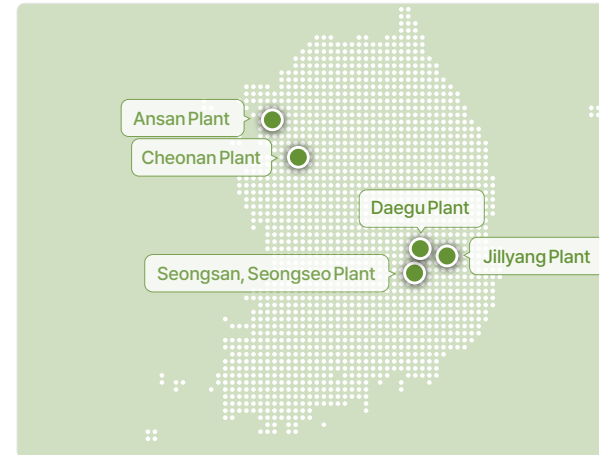 Ansan Plant
Cheonan Plant
Daegu Plant
Jillyang Plant
Seongsan, Seongseo Plant